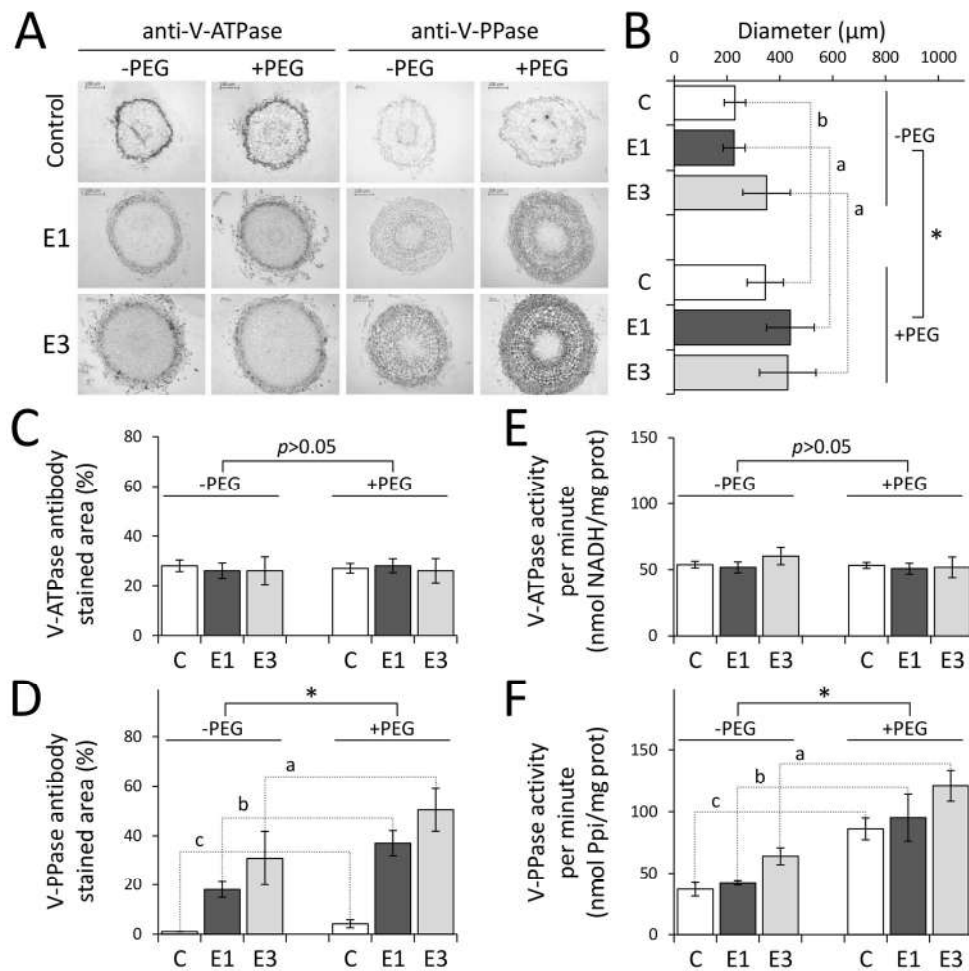 A
anti-V-ATPase
anti-V-PPase
-PEG
+PEG
-PEG
+PEG
Control
E1
E3
B
Diameter (µm)
0 200 400 600 800 1000
C
E1
E3
C
E1
E3
b
a
a
-PEG
*
+PEG
C
V-ATPase antibody
stained area (%)
80
60
40
20
0
p>0.05
-PEG
+PEG
C E1 E3 C E1 E3
E
V-ATPase activity
per minute
(nmol NADH/mg prot)
150
100
50
0
p>0.05
-PEG
+PEG
C E1 E3 C E1 E3
D
V-PPase antibody
stained area (%)
80
60
40
20
0
*
-PEG
+PEG
a
b
c
C E1 E3 C E1 E3
F
V-PPase activity
per minute
(nmol Ppi/mg prot)
150
100
50
0
*
-PEG
+PEG
a
b
c
C E1 E3 C E1 E3